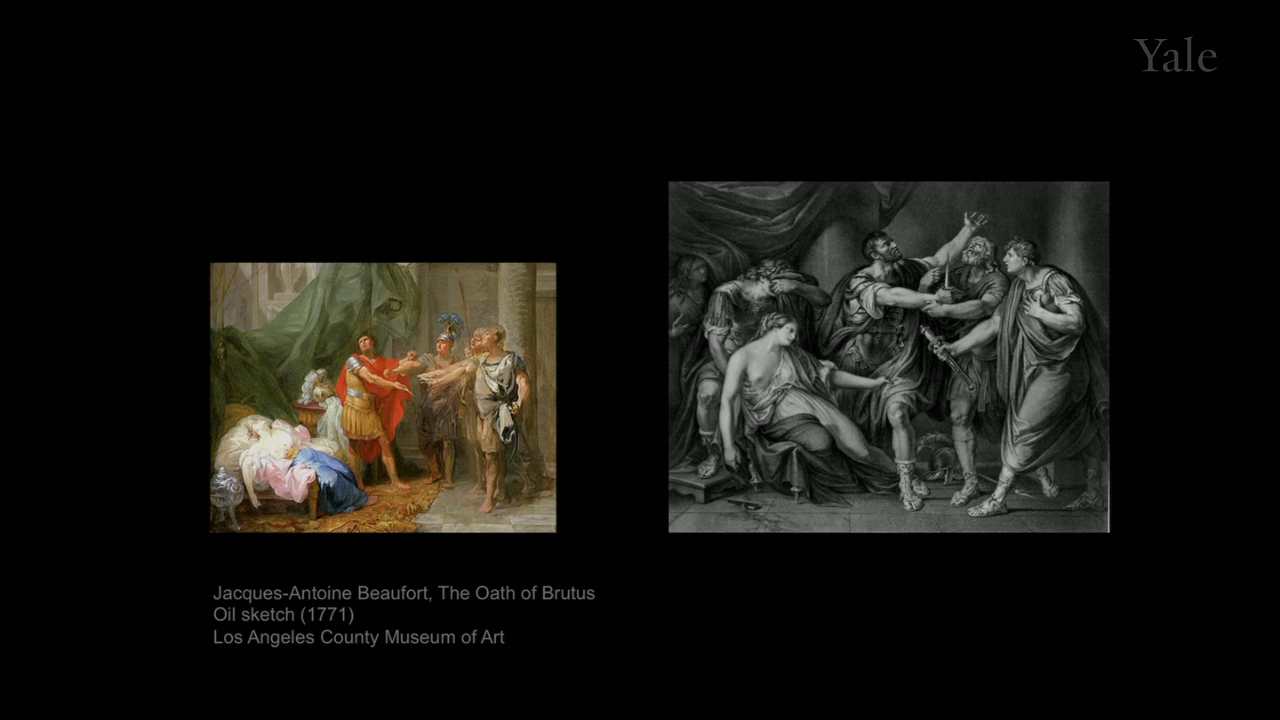 Yale
Jacques-Antoine Beaufort, The Oath of Brutus
Oil sketch (1771)
Los Angeles County Museum of Art